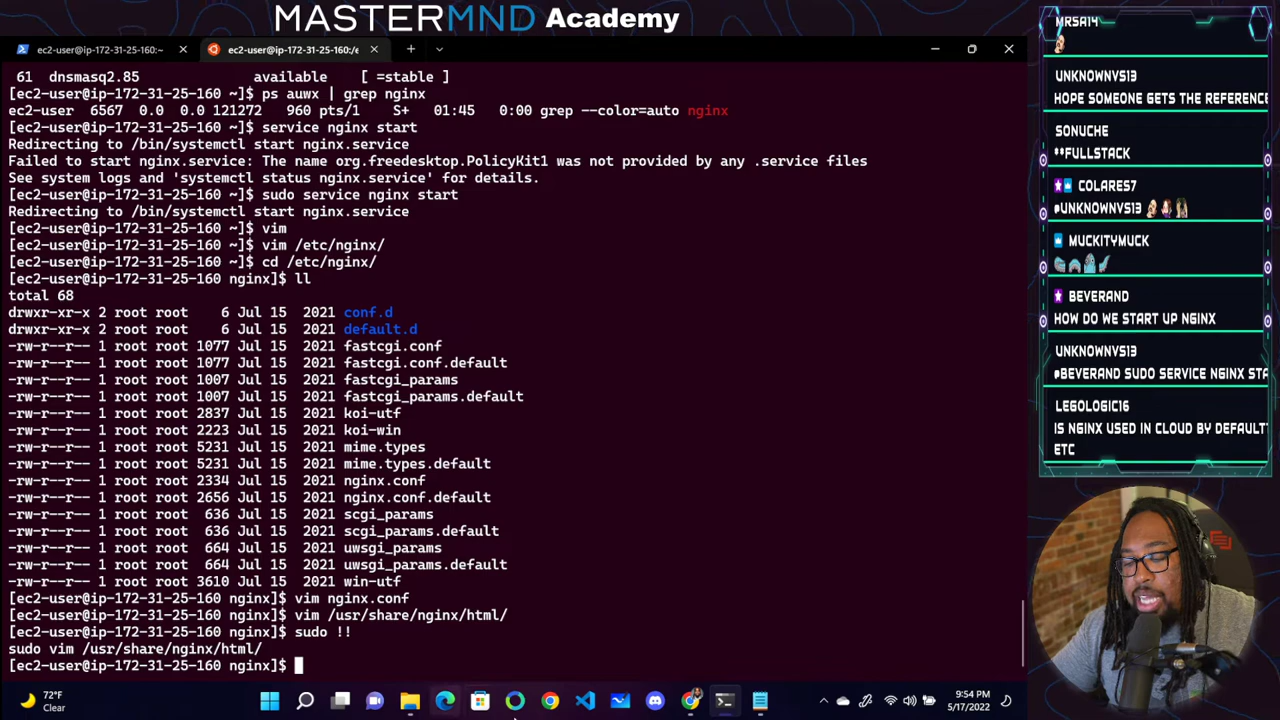 MASTERMND Academy
ec2-user@ip-172-31-25-160:~
ec2-user@ip-172-31-25-160:/e
61 dnsmasq2.85 available [ =stable ]
[ec2-user@ip-172-31-25-160 ~]$ ps auwx | grep nginx
ec2-user 6567 0.0 0.0 121272 960 pts/1 S+ 01:45 0:00 grep --color=auto nginx
[ec2-user@ip-172-31-25-160 ~]$ service nginx start
Redirecting to /bin/systemctl start nginx.service
Failed to start nginx.service: The name org.freedesktop.PolicyKit1 was not provided by any .service files
See system logs and 'systemctl status nginx.service' for details.
[ec2-user@ip-172-31-25-160 ~]$ sudo service nginx start
Redirecting to /bin/systemctl start nginx.service
[ec2-user@ip-172-31-25-160 ~]$ vim
[ec2-user@ip-172-31-25-160 ~]$ vim /etc/nginx/
[ec2-user@ip-172-31-25-160 ~]$ cd /etc/nginx/
[ec2-user@ip-172-31-25-160 nginx]$ ll
total 68
drwxr-xr-x 2 root root 6 Jul 15 2021 conf.d
drwxr-xr-x 2 root root 6 Jul 15 2021 default.d
-rw-r--r-- 1 root root 1077 Jul 15 2021 fastcgi.conf
-rw-r--r-- 1 root root 1077 Jul 15 2021 fastcgi.conf.default
-rw-r--r-- 1 root root 1007 Jul 15 2021 fastcgi_params
-rw-r--r-- 1 root root 1007 Jul 15 2021 fastcgi_params.default
-rw-r--r-- 1 root root 2837 Jul 15 2021 koi-utf
-rw-r--r-- 1 root root 2223 Jul 15 2021 koi-win
-rw-r--r-- 1 root root 5231 Jul 15 2021 mime.types
-rw-r--r-- 1 root root 5231 Jul 15 2021 mime.types.default
-rw-r--r-- 1 root root 2334 Jul 15 2021 nginx.conf
-rw-r--r-- 1 root root 2656 Jul 15 2021 nginx.conf.default
-rw-r--r-- 1 root root 636 Jul 15 2021 scgi_params
-rw-r--r-- 1 root root 636 Jul 15 2021 scgi_params.default
-rw-r--r-- 1 root root 664 Jul 15 2021 uwsgi_params
-rw-r--r-- 1 root root 664 Jul 15 2021 uwsgi_params.default
-rw-r--r-- 1 root root 3610 Jul 15 2021 win-utf
[ec2-user@ip-172-31-25-160 nginx]$ vim nginx.conf
[ec2-user@ip-172-31-25-160 nginx]$ vim /usr/share/nginx/html/
[ec2-user@ip-172-31-25-160 nginx]$ sudo !!
sudo vim /usr/share/nginx/html/
[ec2-user@ip-172-31-25-160 nginx]$
72°F
Clear
9:54 PM
5/17/2022
MRSA14
UNKNOWNVS13
HOPE SOMEONE GETS THE REFERENCE
SONUCHE
**FULLSTACK
COLARES7
@UNKNOWNVS13
MUCKITYMUCK
BEVERAND
HOW DO WE START UP NGINX
UNKNOWNVS13
@BEVERAND SUDO SERVICE NGINX STA
LEGOLOGIC16
IS NGINX USED IN CLOUD BY DEFAULT
ETC